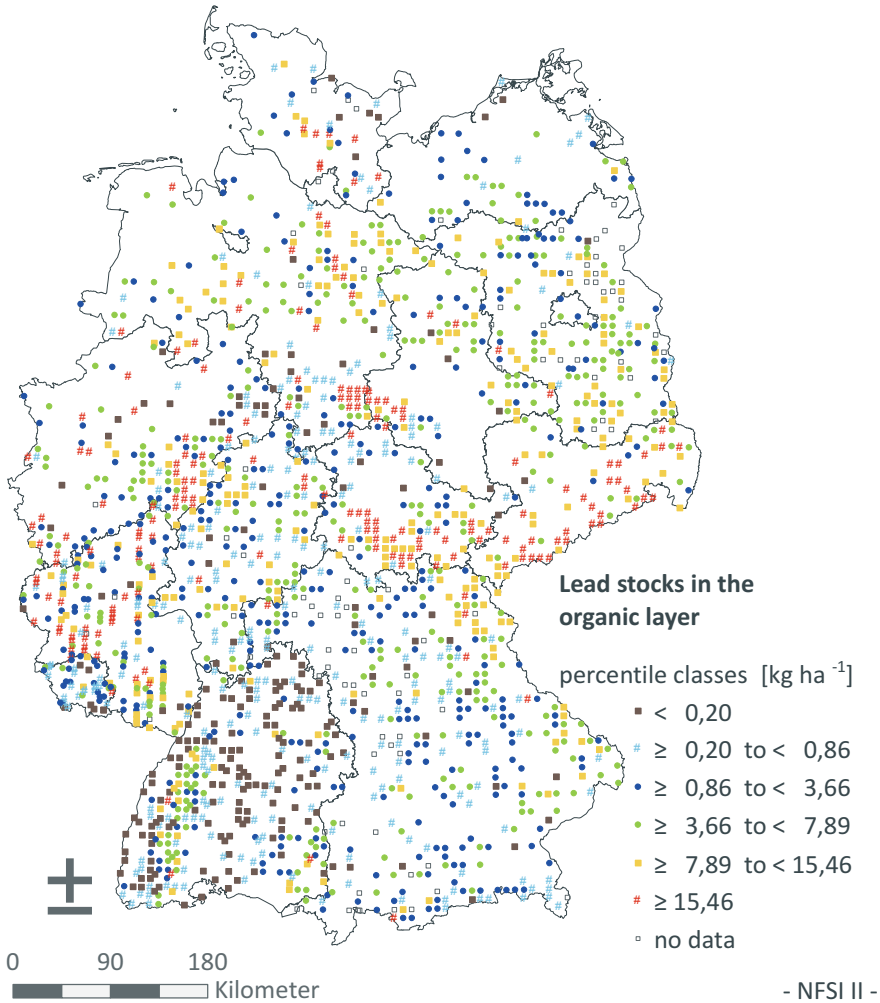 Lead stocks in the
organic layer
percentile classes [kg ha -1]
< 0,20
# ≥ 0,20 to < 0,86
≥ 0,86 to < 3,66
≥ 3,66 to < 7,89
≥ 7,89 to < 15,46
# ≥ 15,46
no data
0 90 180
Kilometer
- NFSI II -